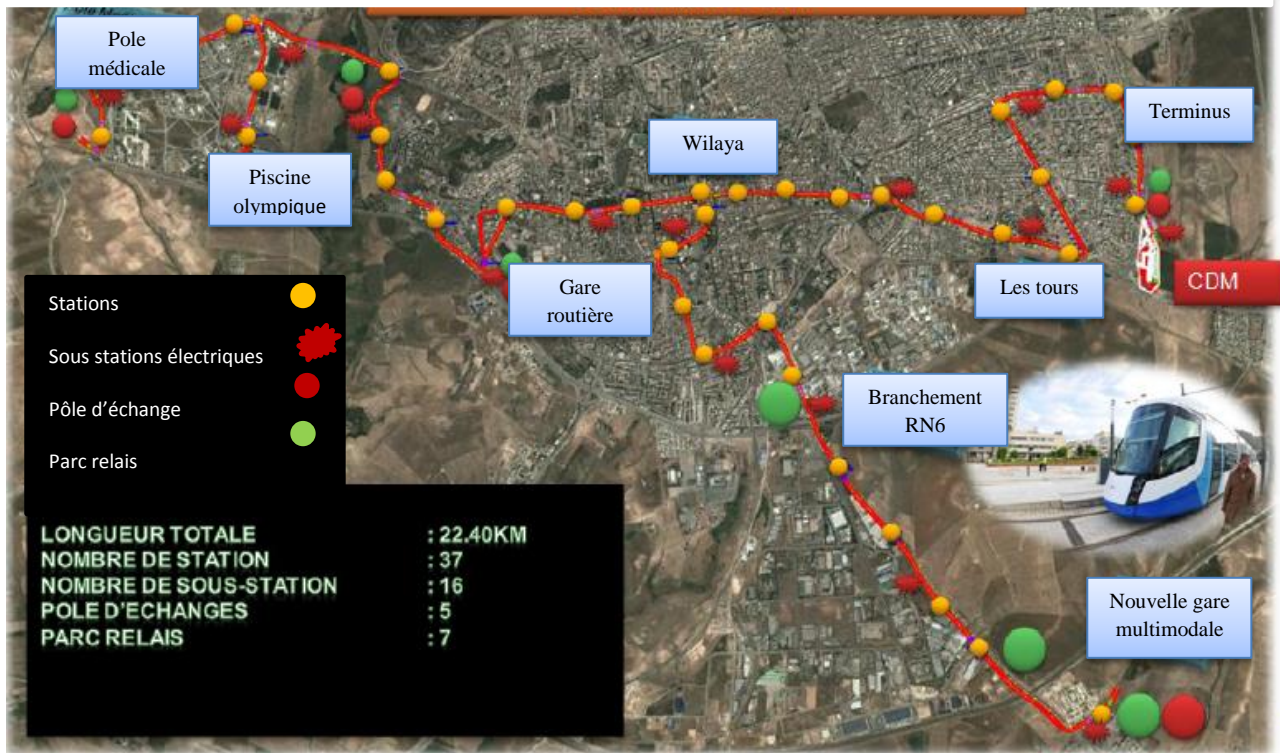 Pole
médicale
Piscine
olympique
Wilaya
Terminus
Gare
routière
Les tours
CDM
Branchement
RN6
Nouvelle gare
multimodale
Stations
Sous stations électriques
Pôle d'échange
Parc relais
LONGUEUR TOTALE : 22.40KM
NOMBRE DE STATION : 37
NOMBRE DE SOUS-STATION : 16
POLE D'ECHANGES : 5
PARC RELAIS : 7